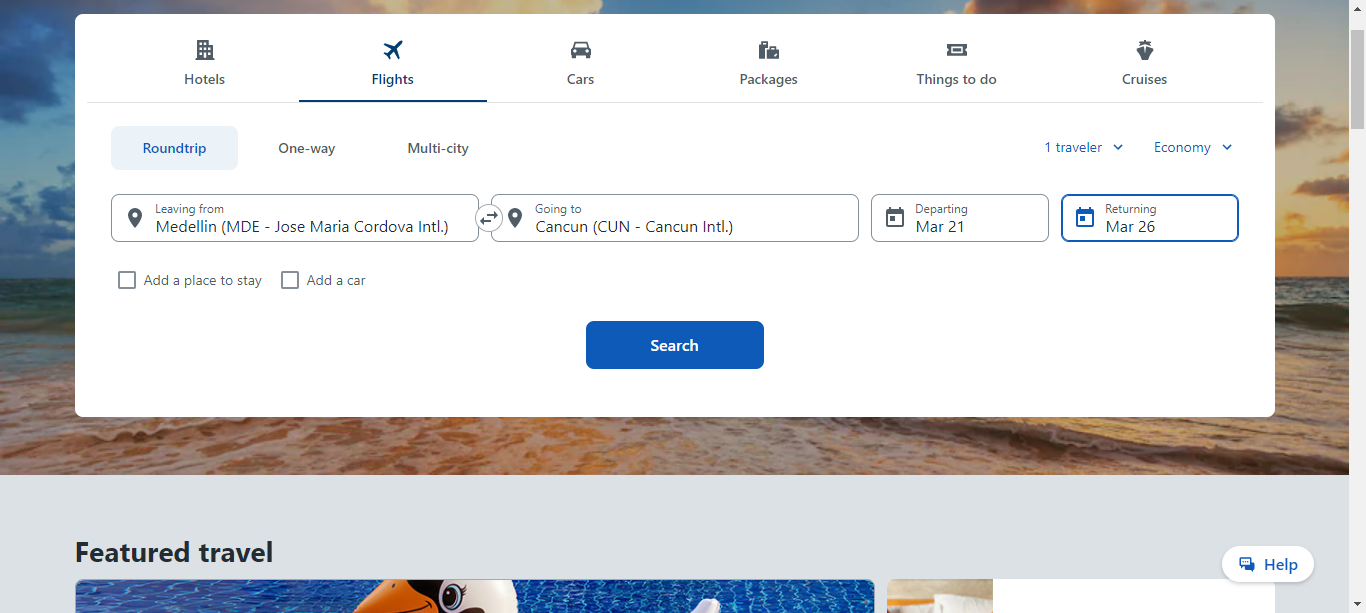 Hotels
Flights
Cars
Packages
Things to do
Cruises
Roundtrip
One-way
Multi-city
1 traveler
Economy
Leaving from
Medellin (MDE - Jose Maria Cordova Intl.)
Going to
Cancun (CUN - Cancun Intl.)
Departing
Mar 21
Returning
Mar 26
Add a place to stay
Add a car
Search
Featured travel
Help